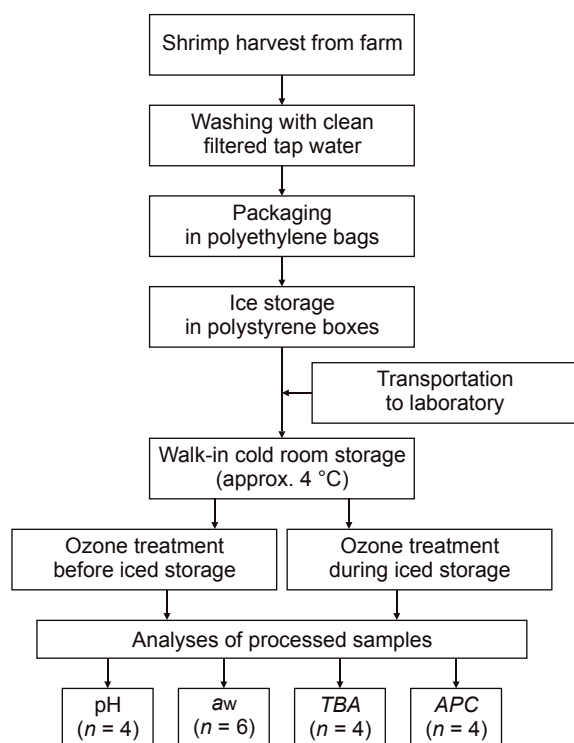 Shrimp harvest from farm
Washing with clean
filtered tap water
Packaging
in polyethylene bags
Ice storage
in polystyrene boxes
Transportation
to laboratory
Walk-in cold room storage
(approx. 4 °C)
Ozone treatment
before iced storage
Ozone treatment
during iced storage
Analyses of processed samples
pH
(n = 4)
aw
(n = 6)
TBA
(n = 4)
APC
(n = 4)